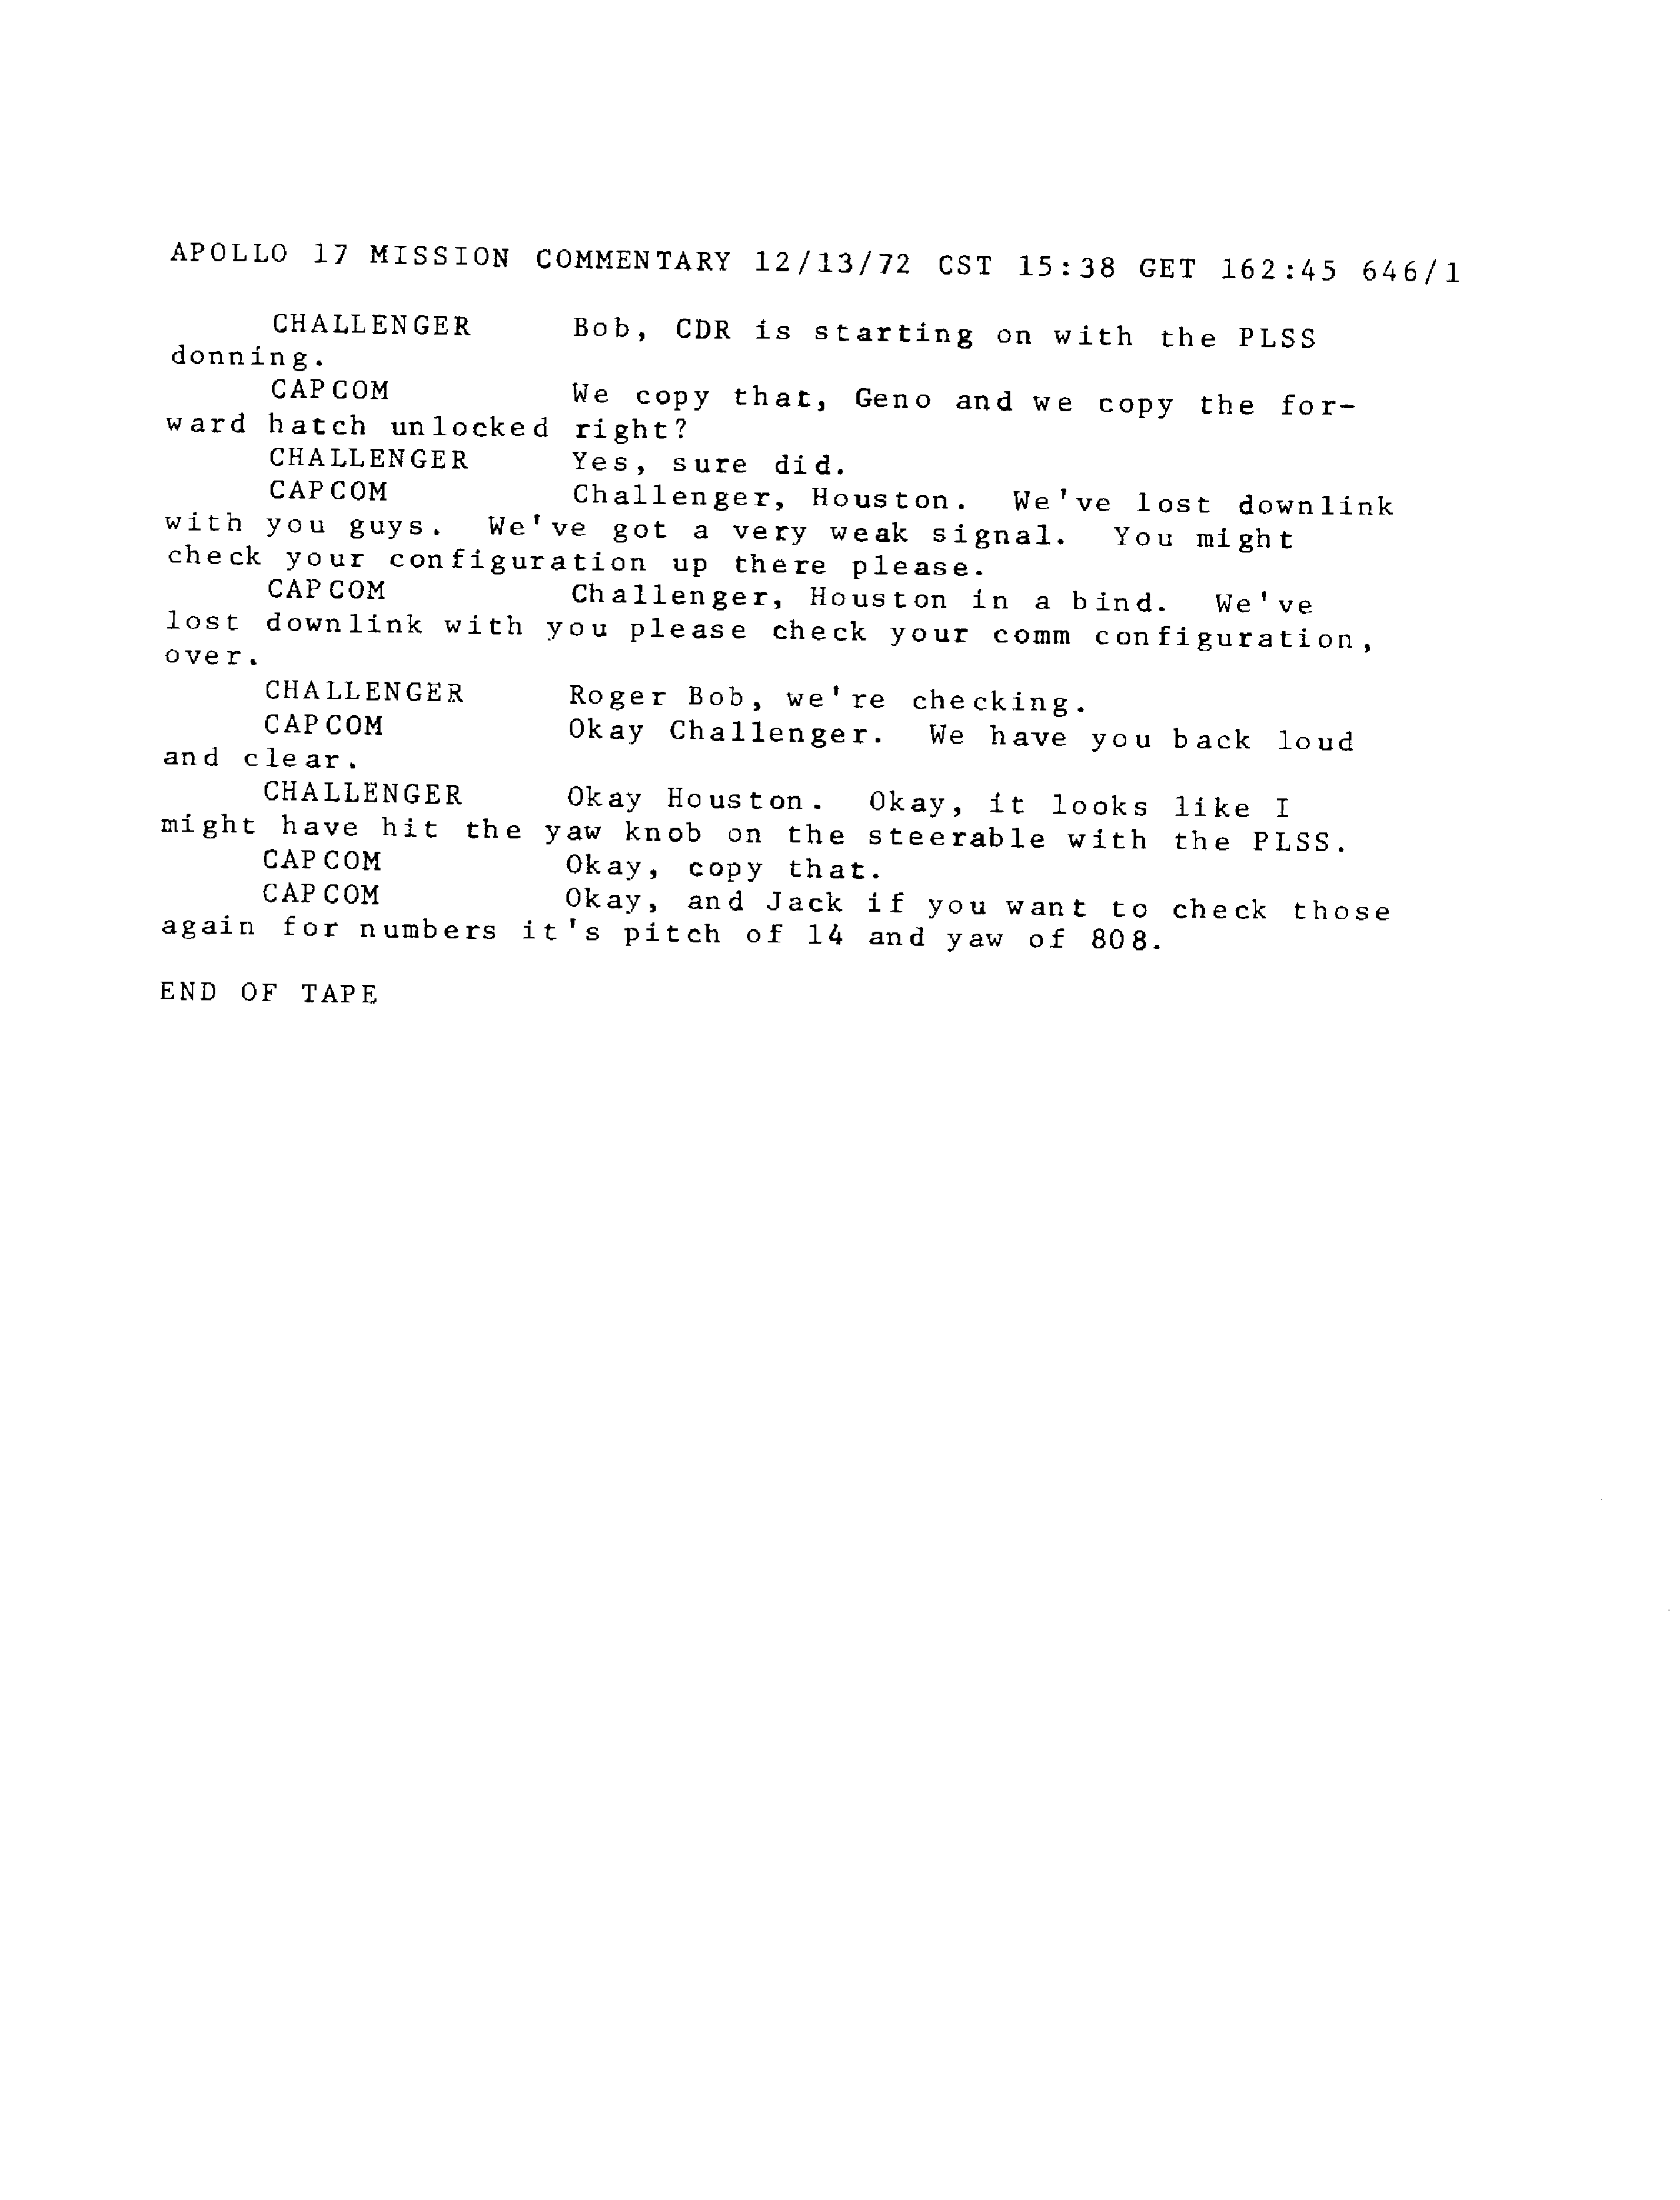 APOLLO 17 MISSION COMMENTARY 12/13/72 CST 15:38 GET 162:45 646/1
CHALLENGER Bob, CDR is starting on with the PLSS
donning.
CAPCOM We copy that, Geno and we copy the for-
ward hatch unlocked right?
CHALLENGER Yes, sure did.
CAPCOM Challenger, Houston. We've lost downlink
with you guys. We've got a very weak signal. You might
check your configuration up there please.
CAPCOM Challenger, Houston in a bind. We've
lost downlink with you please check your comm configuration,
over.
CHALLENGER Roger Bob, we're checking.
CAPCOM Okay Challenger. We have you back loud
and clear.
CHALLENGER Okay Houston. Okay, it looks like I
might have hit the yaw knob on the steerable with the PLSS.
CAPCOM Okay, copy that.
CAPCOM Okay, and Jack if you want to check those
again for numbers it's pitch of 14 and yaw of 808.
END OF TAPE